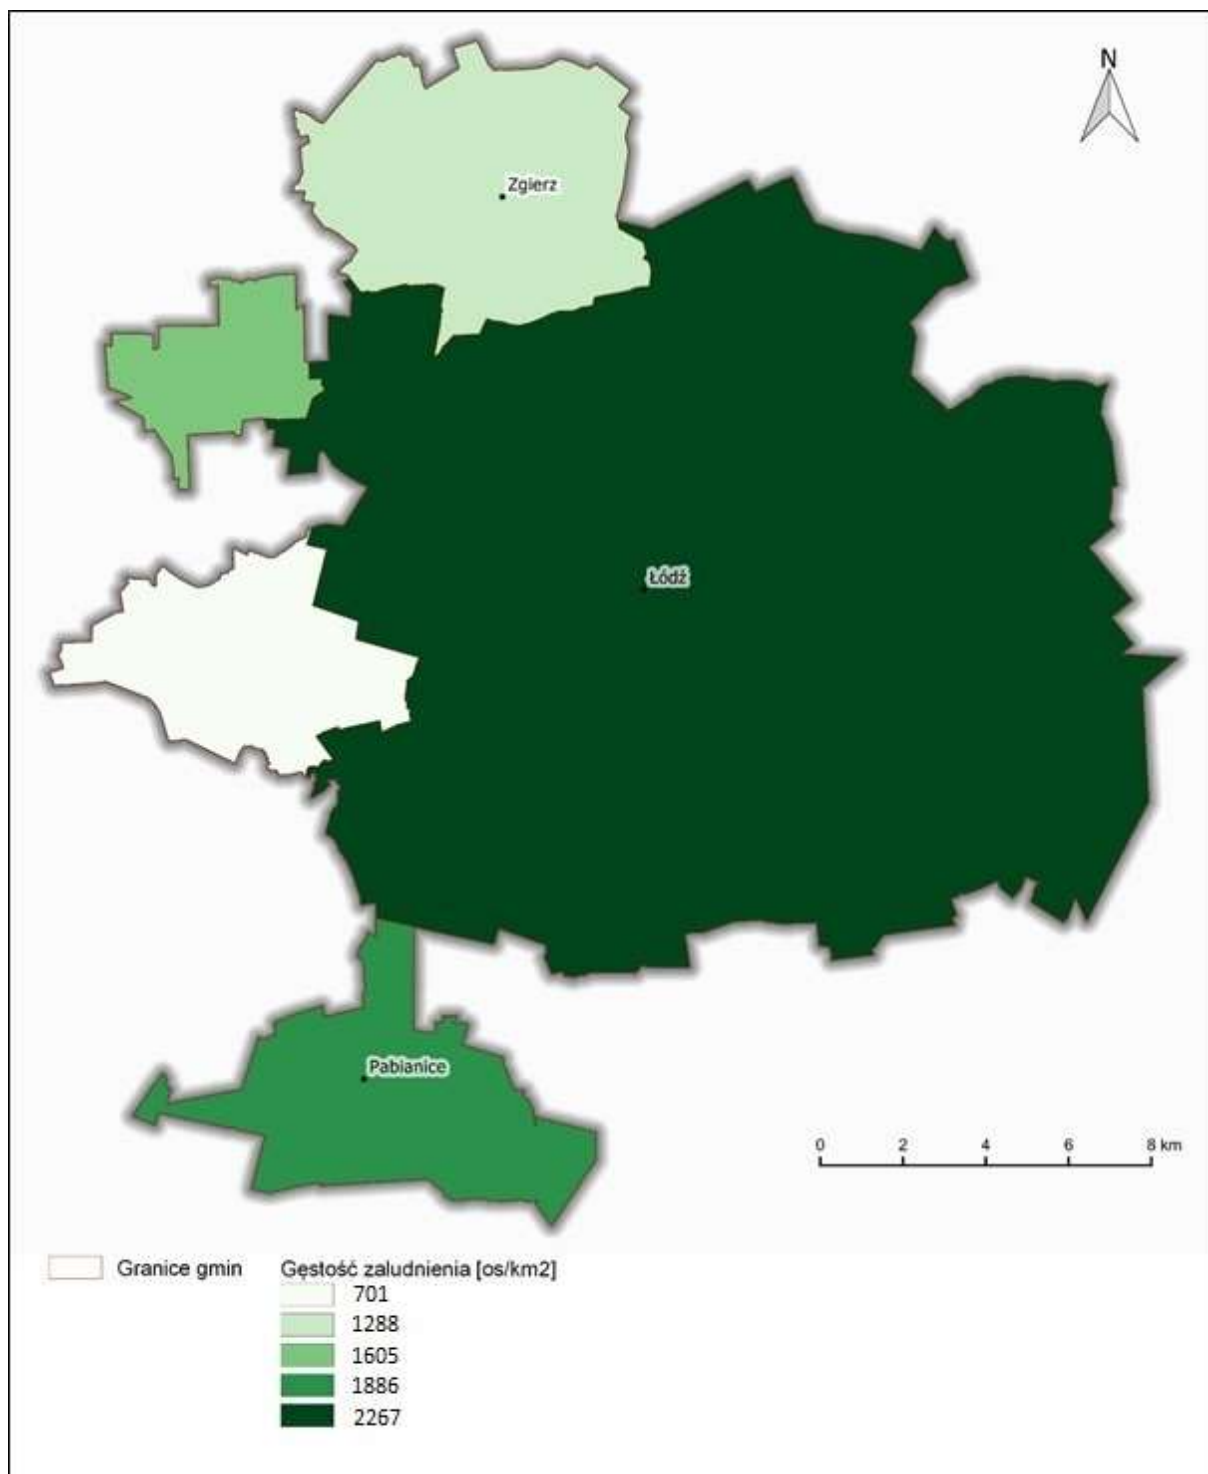 N
Zgierz
Łódź
Pabianice
0 2 4 6 8 km
Granice gmin
Gęstość zaludnienia [os/km2]
701
1288
1605
1886
2267